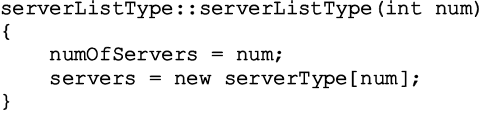 serverListType::serverListType(int num)
{
    numOfServers = num;
    servers = new serverType[num];
}